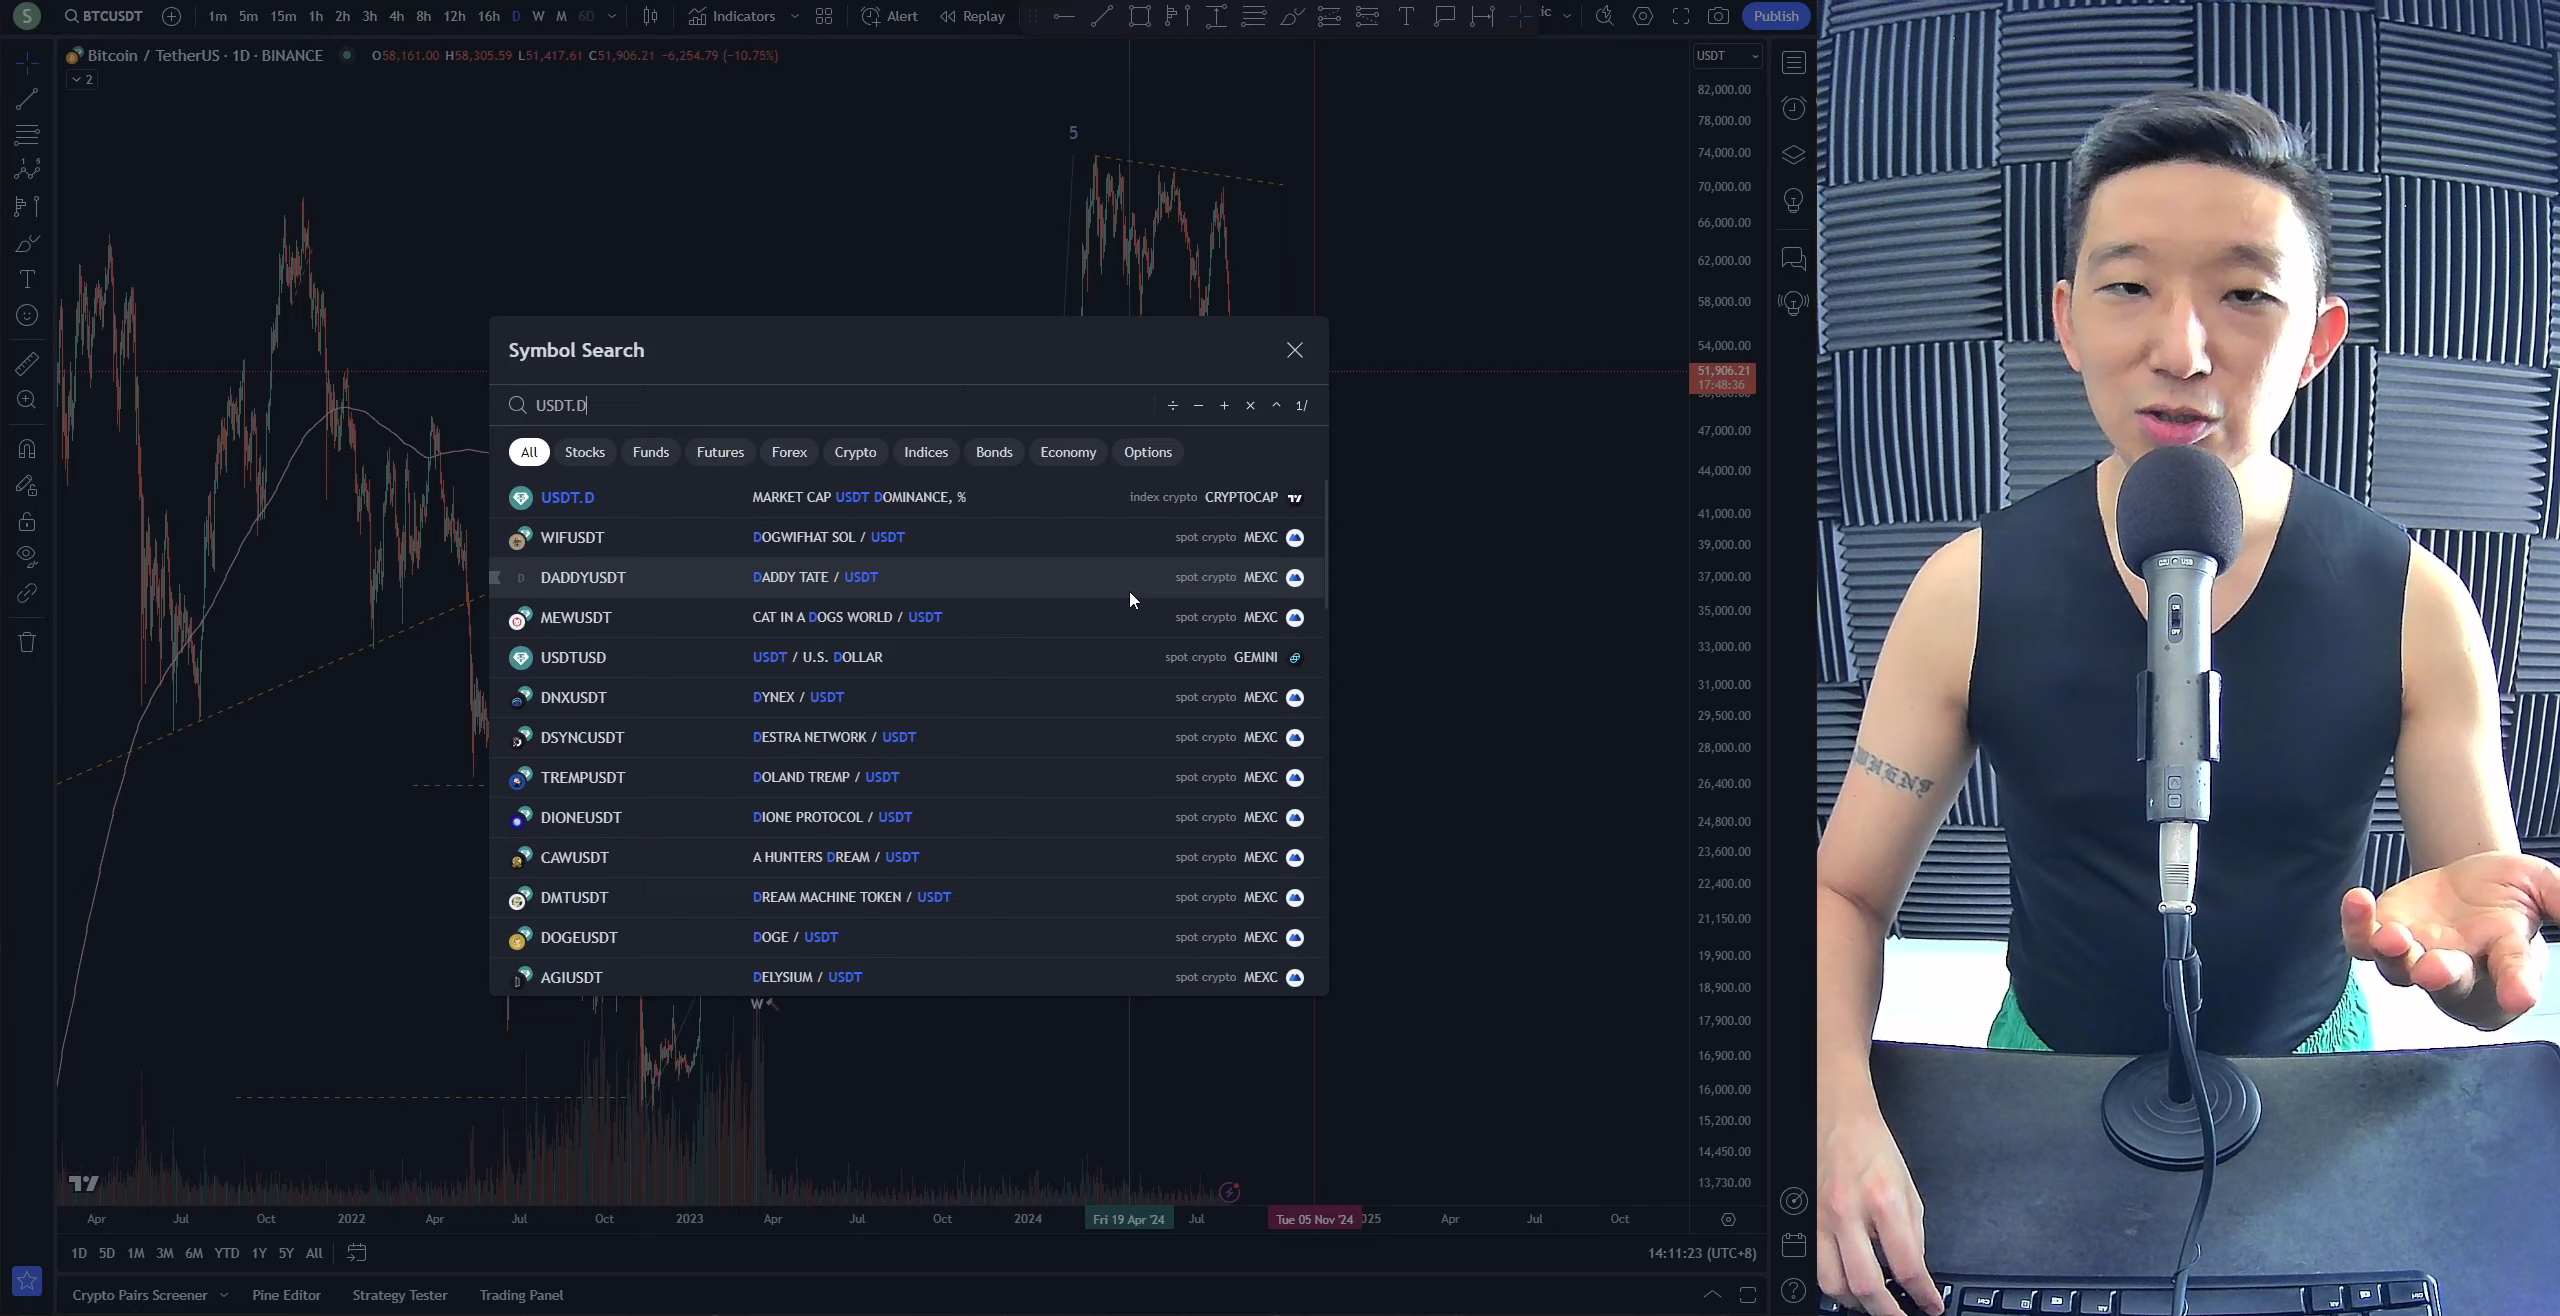 S
BTCUSDT
1m 5m 15m 1h 2h 3h 4h 8h 12h 16h D W M 6D
Indicators
Alert
Replay
ic
Publish
Bitcoin / TetherUS · 1D · BINANCE
O58,161.00 H58,305.59 L51,417.61 C51,906.21 −6,254.79 (−10.75%)
2
USDT
82,000.00
78,000.00
74,000.00
70,000.00
66,000.00
62,000.00
58,000.00
54,000.00
51,906.21
17:48:36
47,000.00
44,000.00
41,000.00
39,000.00
37,000.00
35,000.00
33,000.00
31,000.00
29,500.00
28,000.00
26,400.00
24,800.00
23,600.00
22,400.00
21,150.00
19,900.00
18,900.00
17,900.00
16,900.00
16,000.00
15,200.00
14,450.00
13,730.00
5
Symbol Search
USDT.D
÷ − + × ^ 1/
All Stocks Funds Futures Forex Crypto Indices Bonds Economy Options
USDT.D MARKET CAP USDT DOMINANCE, % index crypto CRYPTOCAP
WIFUSDT DOGWIFHAT SOL / USDT spot crypto MEXC
D DADDYUSDT DADDY TATE / USDT spot crypto MEXC
MEWUSDT CAT IN A DOGS WORLD / USDT spot crypto MEXC
USDTUSD USDT / U.S. DOLLAR spot crypto GEMINI
DNXUSDT DYNEX / USDT spot crypto MEXC
DSYNCUSDT DESTRA NETWORK / USDT spot crypto MEXC
TREMPUSDT DOLAND TREMP / USDT spot crypto MEXC
DIONEUSDT DIONE PROTOCOL / USDT spot crypto MEXC
CAWUSDT A HUNTERS DREAM / USDT spot crypto MEXC
DMTUSDT DREAM MACHINE TOKEN / USDT spot crypto MEXC
DOGEUSDT DOGE / USDT spot crypto MEXC
AGIUSDT DELYSIUM / USDT spot crypto MEXC
W
Apr Jul Oct 2022 Apr Jul Oct 2023 Apr Jul Oct 2024 Fri 19 Apr '24 Jul Tue 05 Nov '24 025 Apr Jul Oct
1D 5D 1M 3M 6M YTD 1Y 5Y All
14:11:23 (UTC+8)
Crypto Pairs Screener Pine Editor Strategy Tester Trading Panel